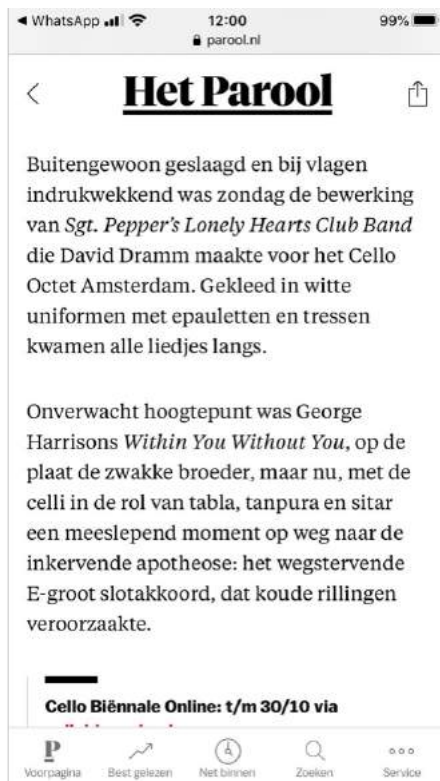 WhatsApp 12:00 99%
parool.nl
Het Parool
Buitengewoon geslaagd en bij vlagen
indrukwekkend was zondag de bewerking
van Sgt. Pepper's Lonely Hearts Club Band
die David Dramm maakte voor het Cello
Octet Amsterdam. Gekleed in witte
uniformen met epauletten en tressen
kwamen alle liedjes langs.
Onverwacht hoogtepunt was George
Harrisons Within You Without You, op de
plaat de zwakke broeder, maar nu, met de
celli in de rol van tabla, tanpura en sitar
een meeslepend moment op weg naar de
inkervende apotheose: het wegstervende
E-groot slotakkoord, dat koude rillingen
veroorzaakte.
Cello Biënnale Online: t/m 30/10 via
P
Voorpagina Best gelezen Net binnen Zoeken Service